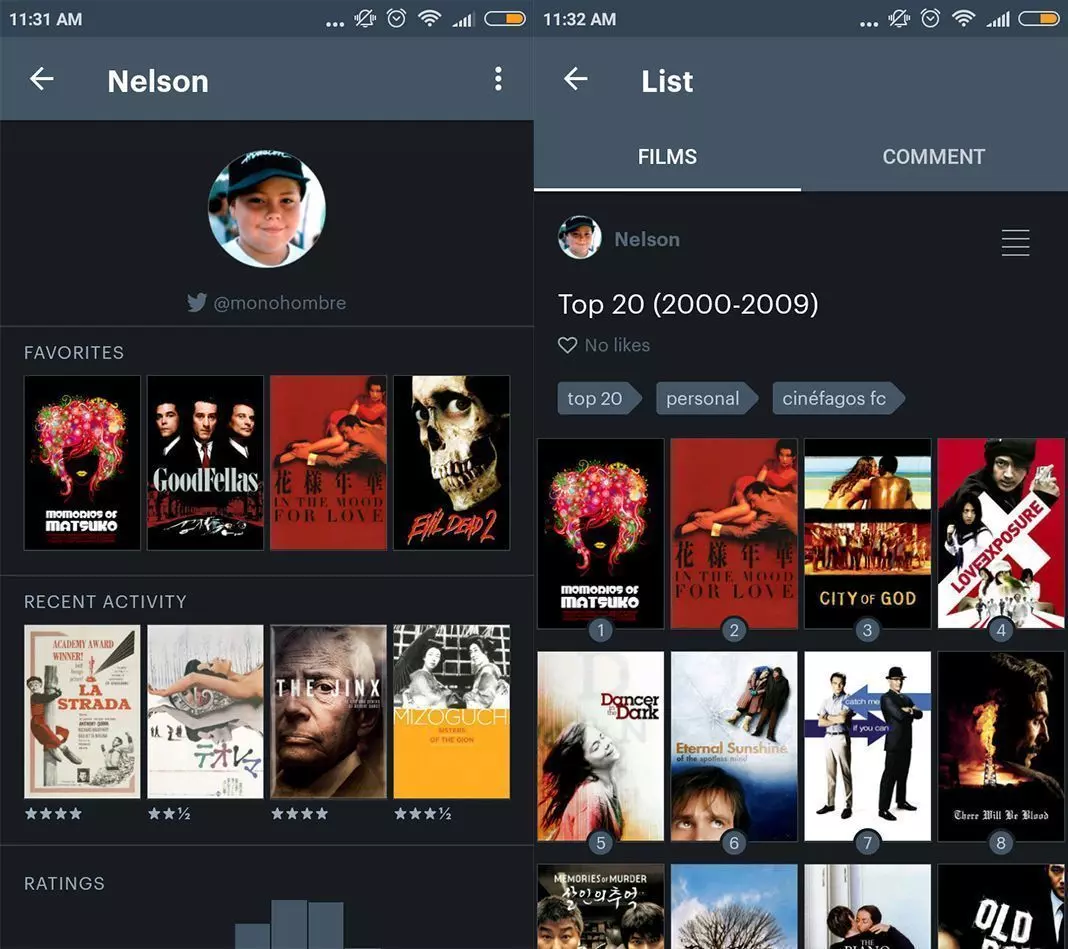 11:31 AM
Nelson
@monohombre
FAVORITES
MOMORIOS OF
MATSUKO
GOODFELLAS
花様年華
IN THE MOOD
FOR LOVE
EVIL DEAD 2
RECENT ACTIVITY
ACADEMY AWARD
WINNER!
LA
STRADA
ANTHONY QUINN
テオレマ
THE JINX
MIZOGUCHI
SISTERS
OF THE GION
★★★★
★★½
★★★★
★★★½
RATINGS
11:32 AM
List
FILMS
COMMENT
Nelson
Top 20 (2000-2009)
No likes
top 20
personal
cinéfagos fc
MOMORIOS OF
MATSUKO
花様年華
IN THE MOOD
FOR LOVE
CITY OF GOD
LOVE EXPOSURE
1
2
3
4
Dancer
in the
Dark
Eternal Sunshine
of the spotless mind
catch me
if you can
There Will Be Blood
5
6
7
8
MEMORIES OF MURDER
살인의추억
THE
PIANO
OLD